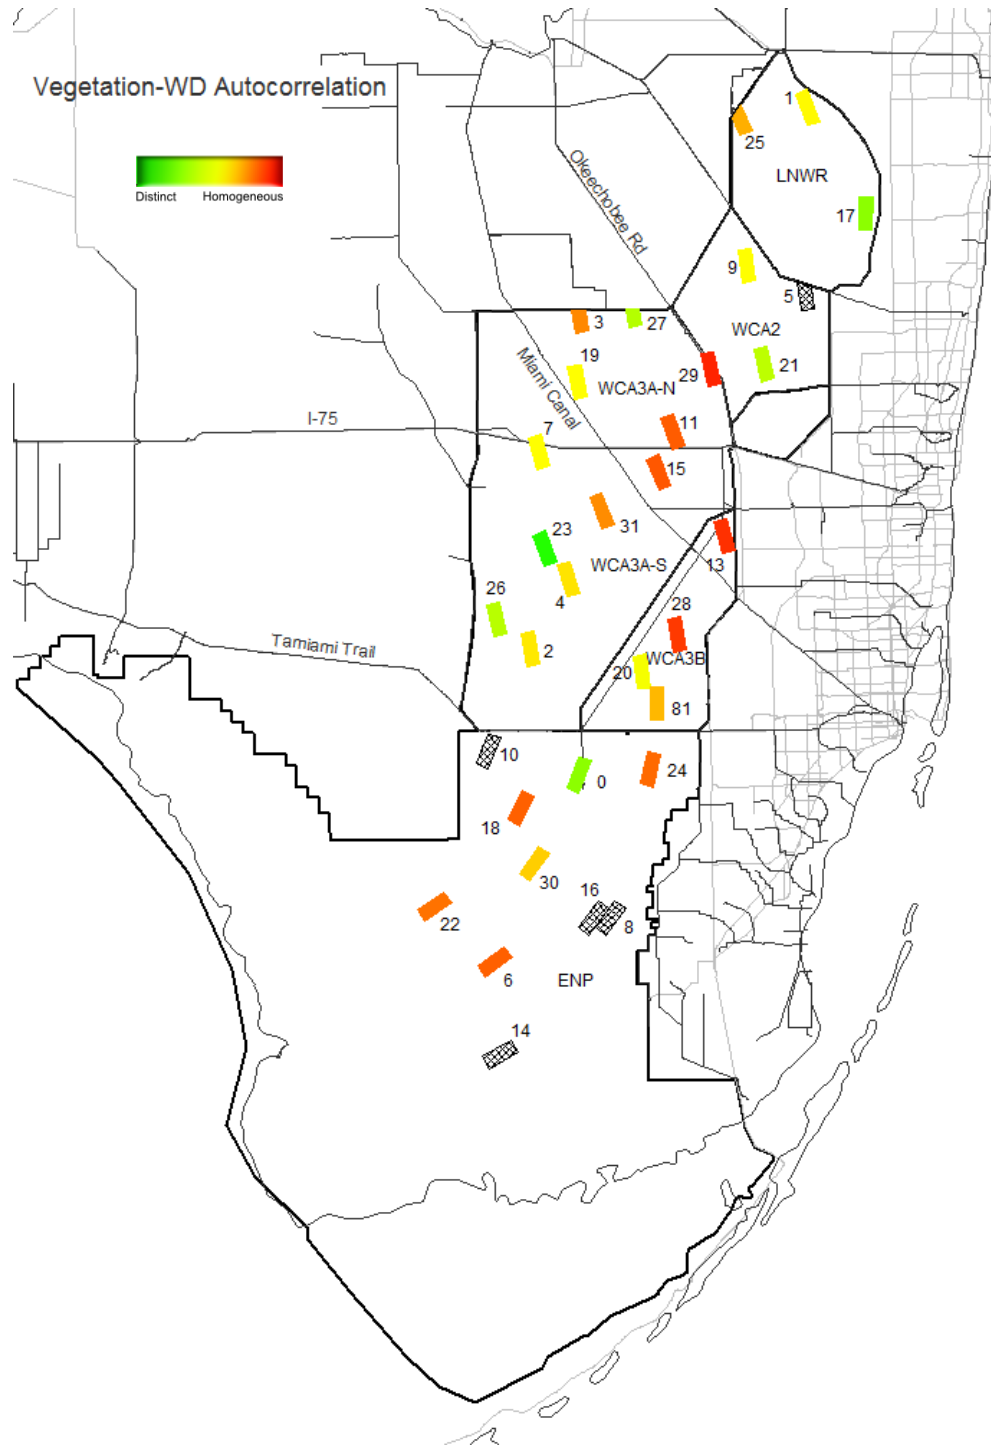 Vegetation-WD Autocorrelation
Distinct Homogeneous
1
25
LNWR
17
Okeechobee Rd
9
5
3
27
WCA2
19
21
Miami Canal
29
WCA3A-N
I-75
7
11
15
31
23
13
WCA3A-S
26
4
28
Tamiami Trail
2
WCA3B
20
81
10
0
24
18
30
16
22
8
6
ENP
14